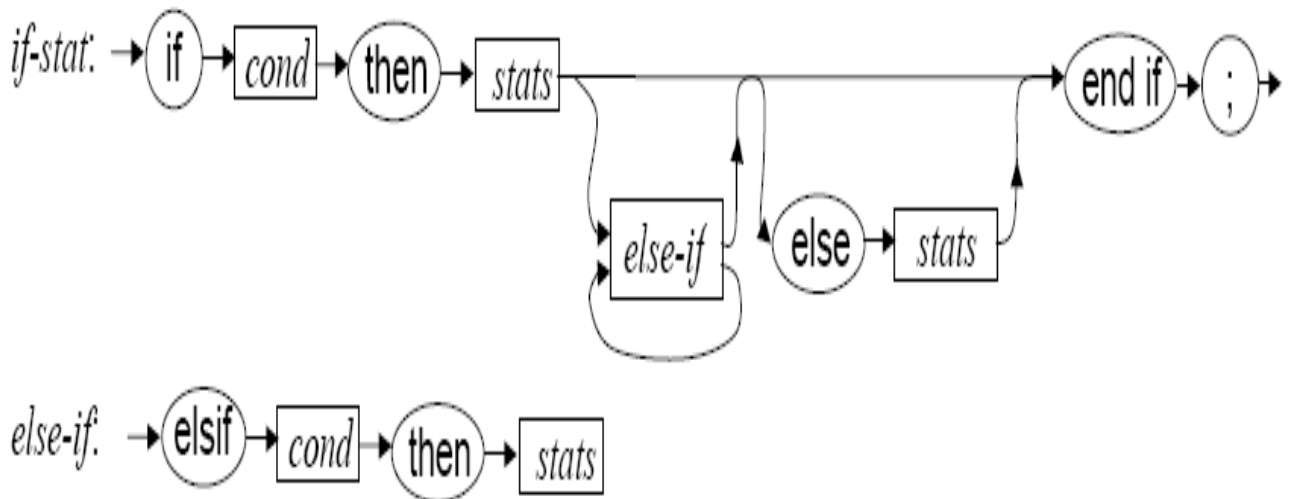 if-stat: if cond then stats end if ;
else-if else stats
else-if: elsif cond then stats